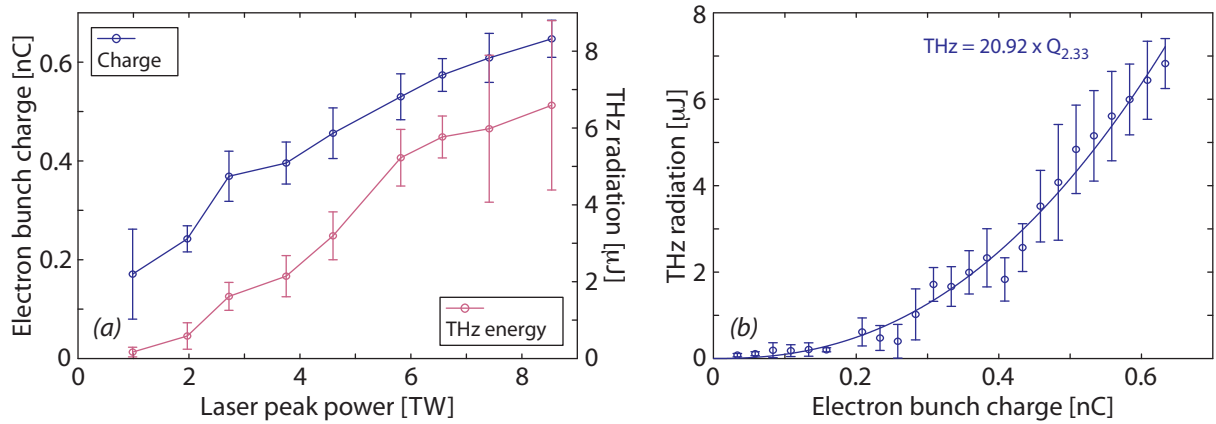 Electron bunch charge [nC]
0.6
0.4
0.2
0
Charge
(a)
THz energy
0
2
4
6
8
Laser peak power [TW]
8
6
4
2
0
THz radiation [μJ]
THz radiation [μJ]
8
6
4
2
0
THz = 20.92 x Q2.33
(b)
0
0.2
0.4
0.6
Electron bunch charge [nC]